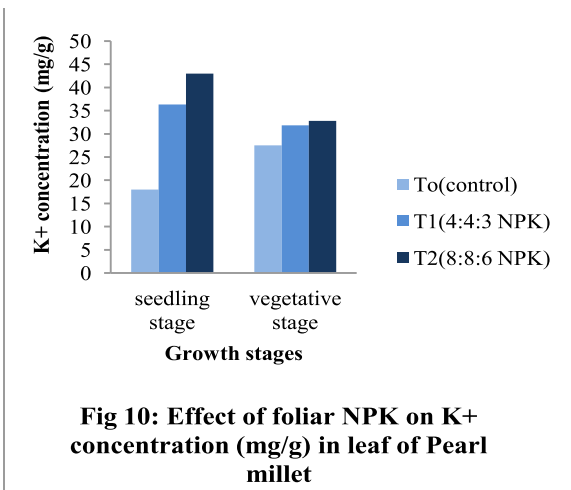 K+ concentration (mg/g)
50
45
40
35
30
25
20
15
10
5
0
seedling
stage
vegetative
stage
Growth stages
To(control)
T1(4:4:3 NPK)
T2(8:8:6 NPK)
Fig 10: Effect of foliar NPK on K+
concentration (mg/g) in leaf of Pearl
millet